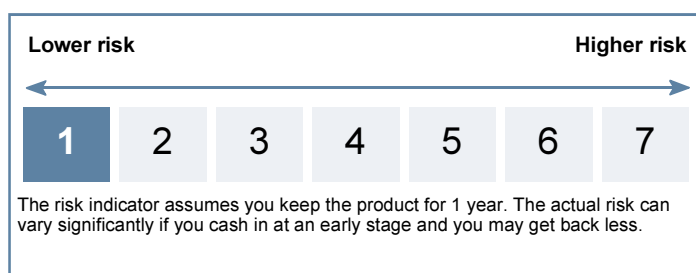 Lower risk Higher risk
1 2 3 4 5 6 7
The risk indicator assumes you keep the product for 1 year. The actual risk can
vary significantly if you cash in at an early stage and you may get back less.